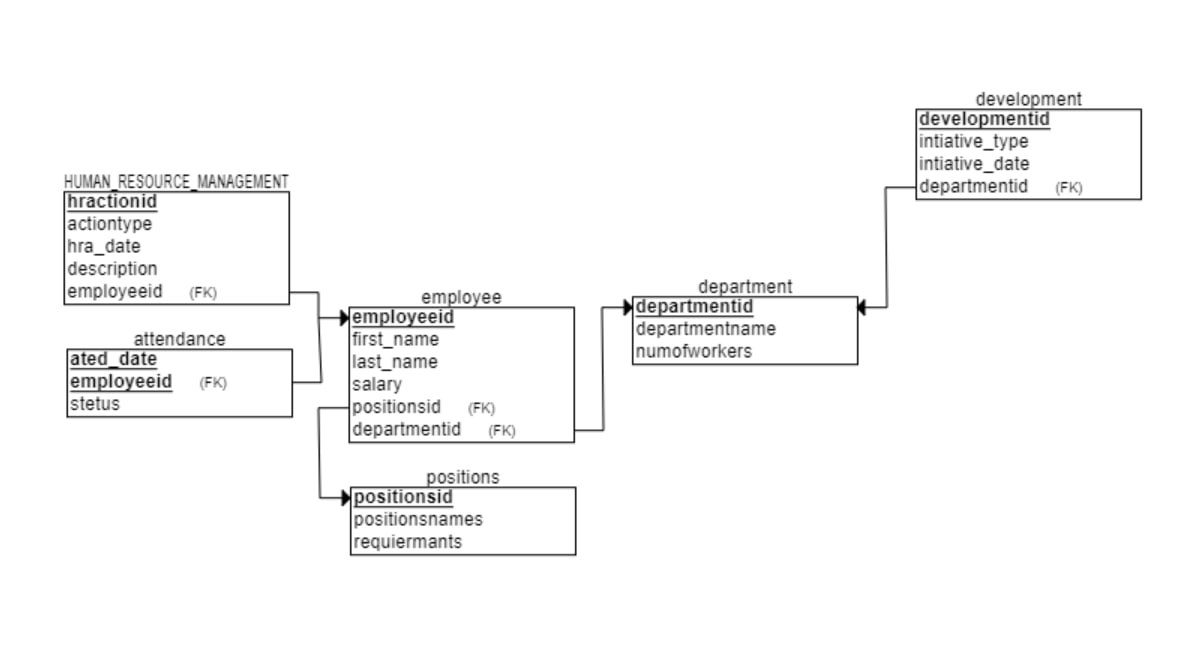 development
developmentid
intiative_type
intiative_date
departmentid (FK)
HUMAN_RESOURCE_MANAGEMENT
hractionid
actiontype
hra_date
description
employeeid (FK)
attendance
ated_date
employeeid (FK)
stetus
employee
employeeid
first_name
last_name
salary
positionsid (FK)
departmentid (FK)
positions
positionsid
positionsnames
requiermants
department
departmentid
departmentname
numofworkers